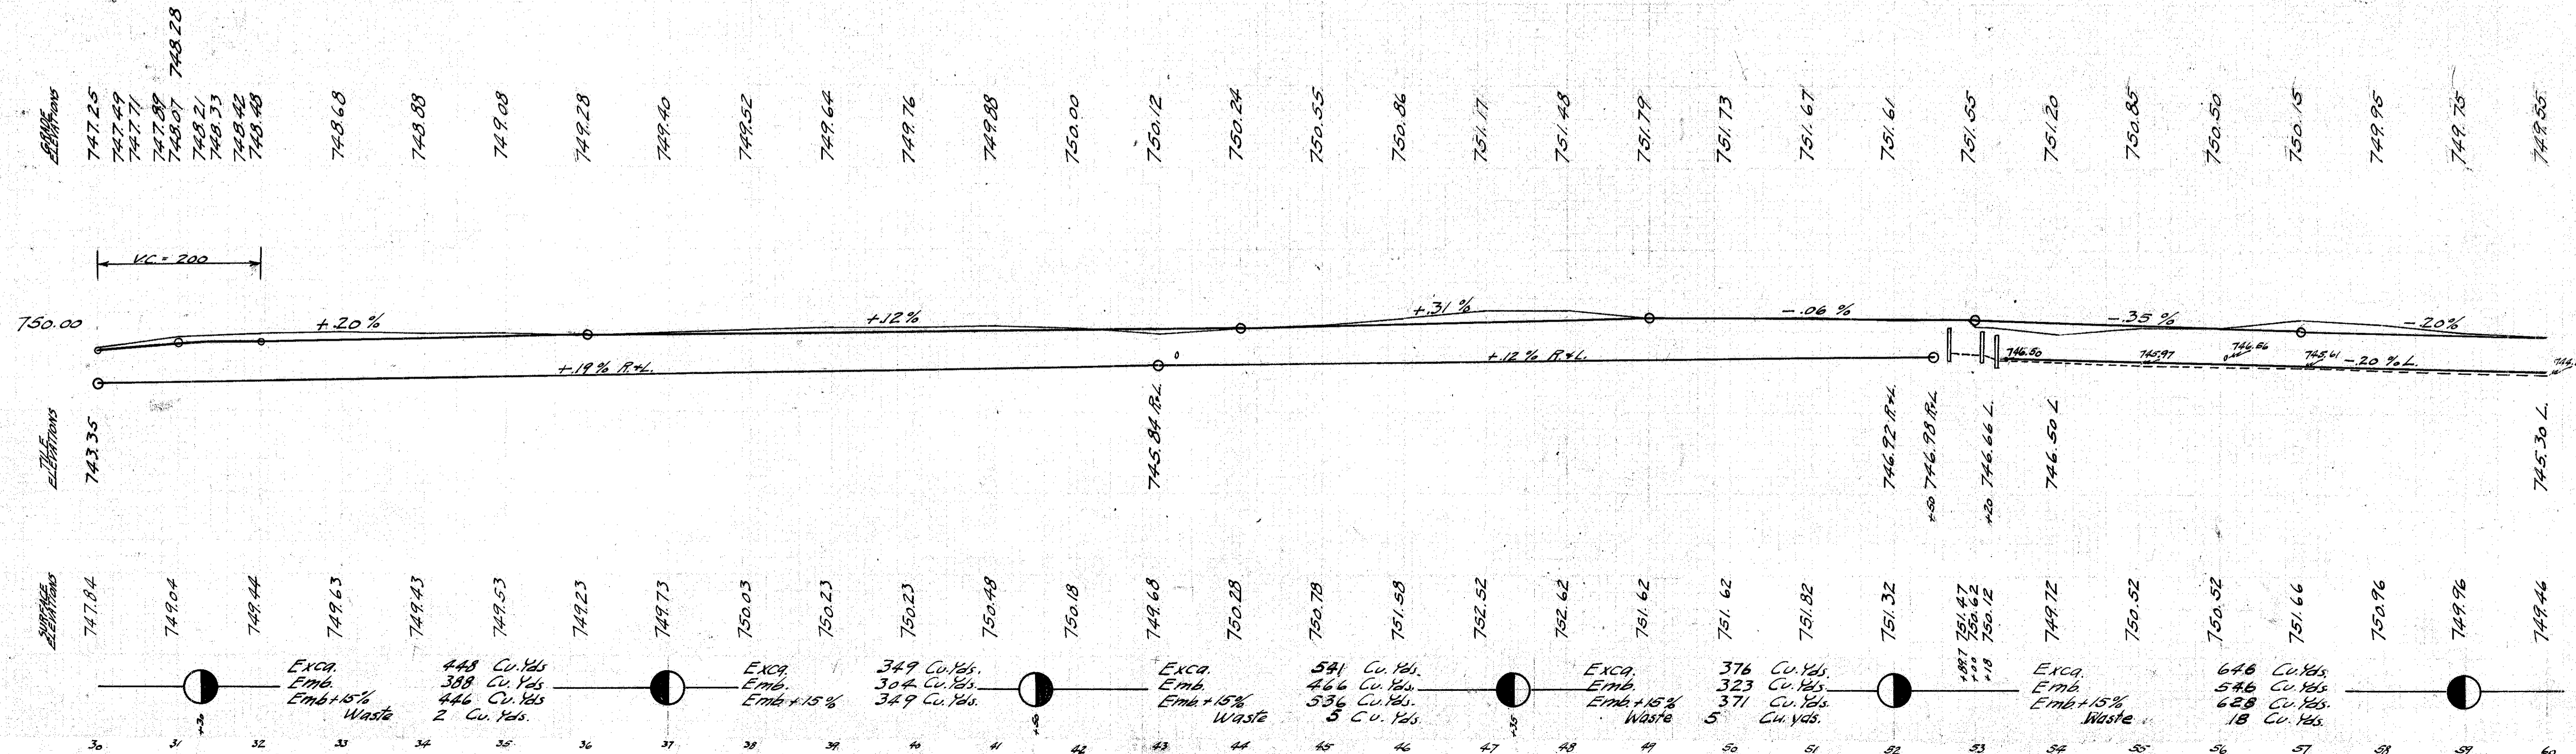 748.28
GRADE ELEVATIONS
747.25 747.49 747.71 747.89 748.07 748.21 748.33 748.42 748.48 748.68 748.88 749.08 749.28 749.40 749.52 749.64 749.76 749.88 750.00 750.12 750.24 750.55 750.86 751.17 751.48 751.79 751.73 751.67 751.61 751.55 751.20 750.85 750.50 750.15 749.95 749.75 749.55
V.C. = 200
750.00
+.20% +.12% +.31% -.06% -.35% -.20%
+.19% R.+L. +.12% R.+L. 746.50 745.97 746.56 745.61 -.20% L.
TILE ELEVATIONS
743.35 745.84 R+L 746.92 R+L +50 746.98 R+L +20 746.66 L. 746.50 L 745.30 L.
SURFACE ELEVATIONS
747.84 749.04 749.44 749.63 749.43 749.53 749.23 749.73 750.03 750.23 750.23 750.48 750.18 749.68 750.28 750.78 751.58 752.52 752.62 751.62 751.62 751.82 751.32 751.47 750.62 750.12 749.72 750.52 750.52 751.66 750.96 749.96 749.46
+89.7 +00 +18
Exca. 448 Cu.Yds Exca. 349 Cu.Yds. Exca. 541 Cu.Yds. Exca. 376 Cu.Yds. Exca. 646 Cu.Yds.
Emb. 388 Cu.Yds Emb. 304 Cu.Yds. Emb. 466 Cu.Yds. Emb. 323 Cu.Yds. Emb. 546 Cu.Yds.
Emb+15% 446 Cu.Yds Emb.+15% 349 Cu.Yds. Emb.+15% 536 Cu.Yds. Emb.+15% 371 Cu.Yds. Emb.+15% 628 Cu.Yds.
Waste 2 Cu.Yds. Waste 5 Cu.Yds. Waste 5 Cu.yds. Waste 18 Cu.Yds.
+50 +35
30 31 32 33 34 35 36 37 38 39 40 41 42 43 44 45 46 47 48 49 50 51 52 53 54 55 56 57 58 59 60